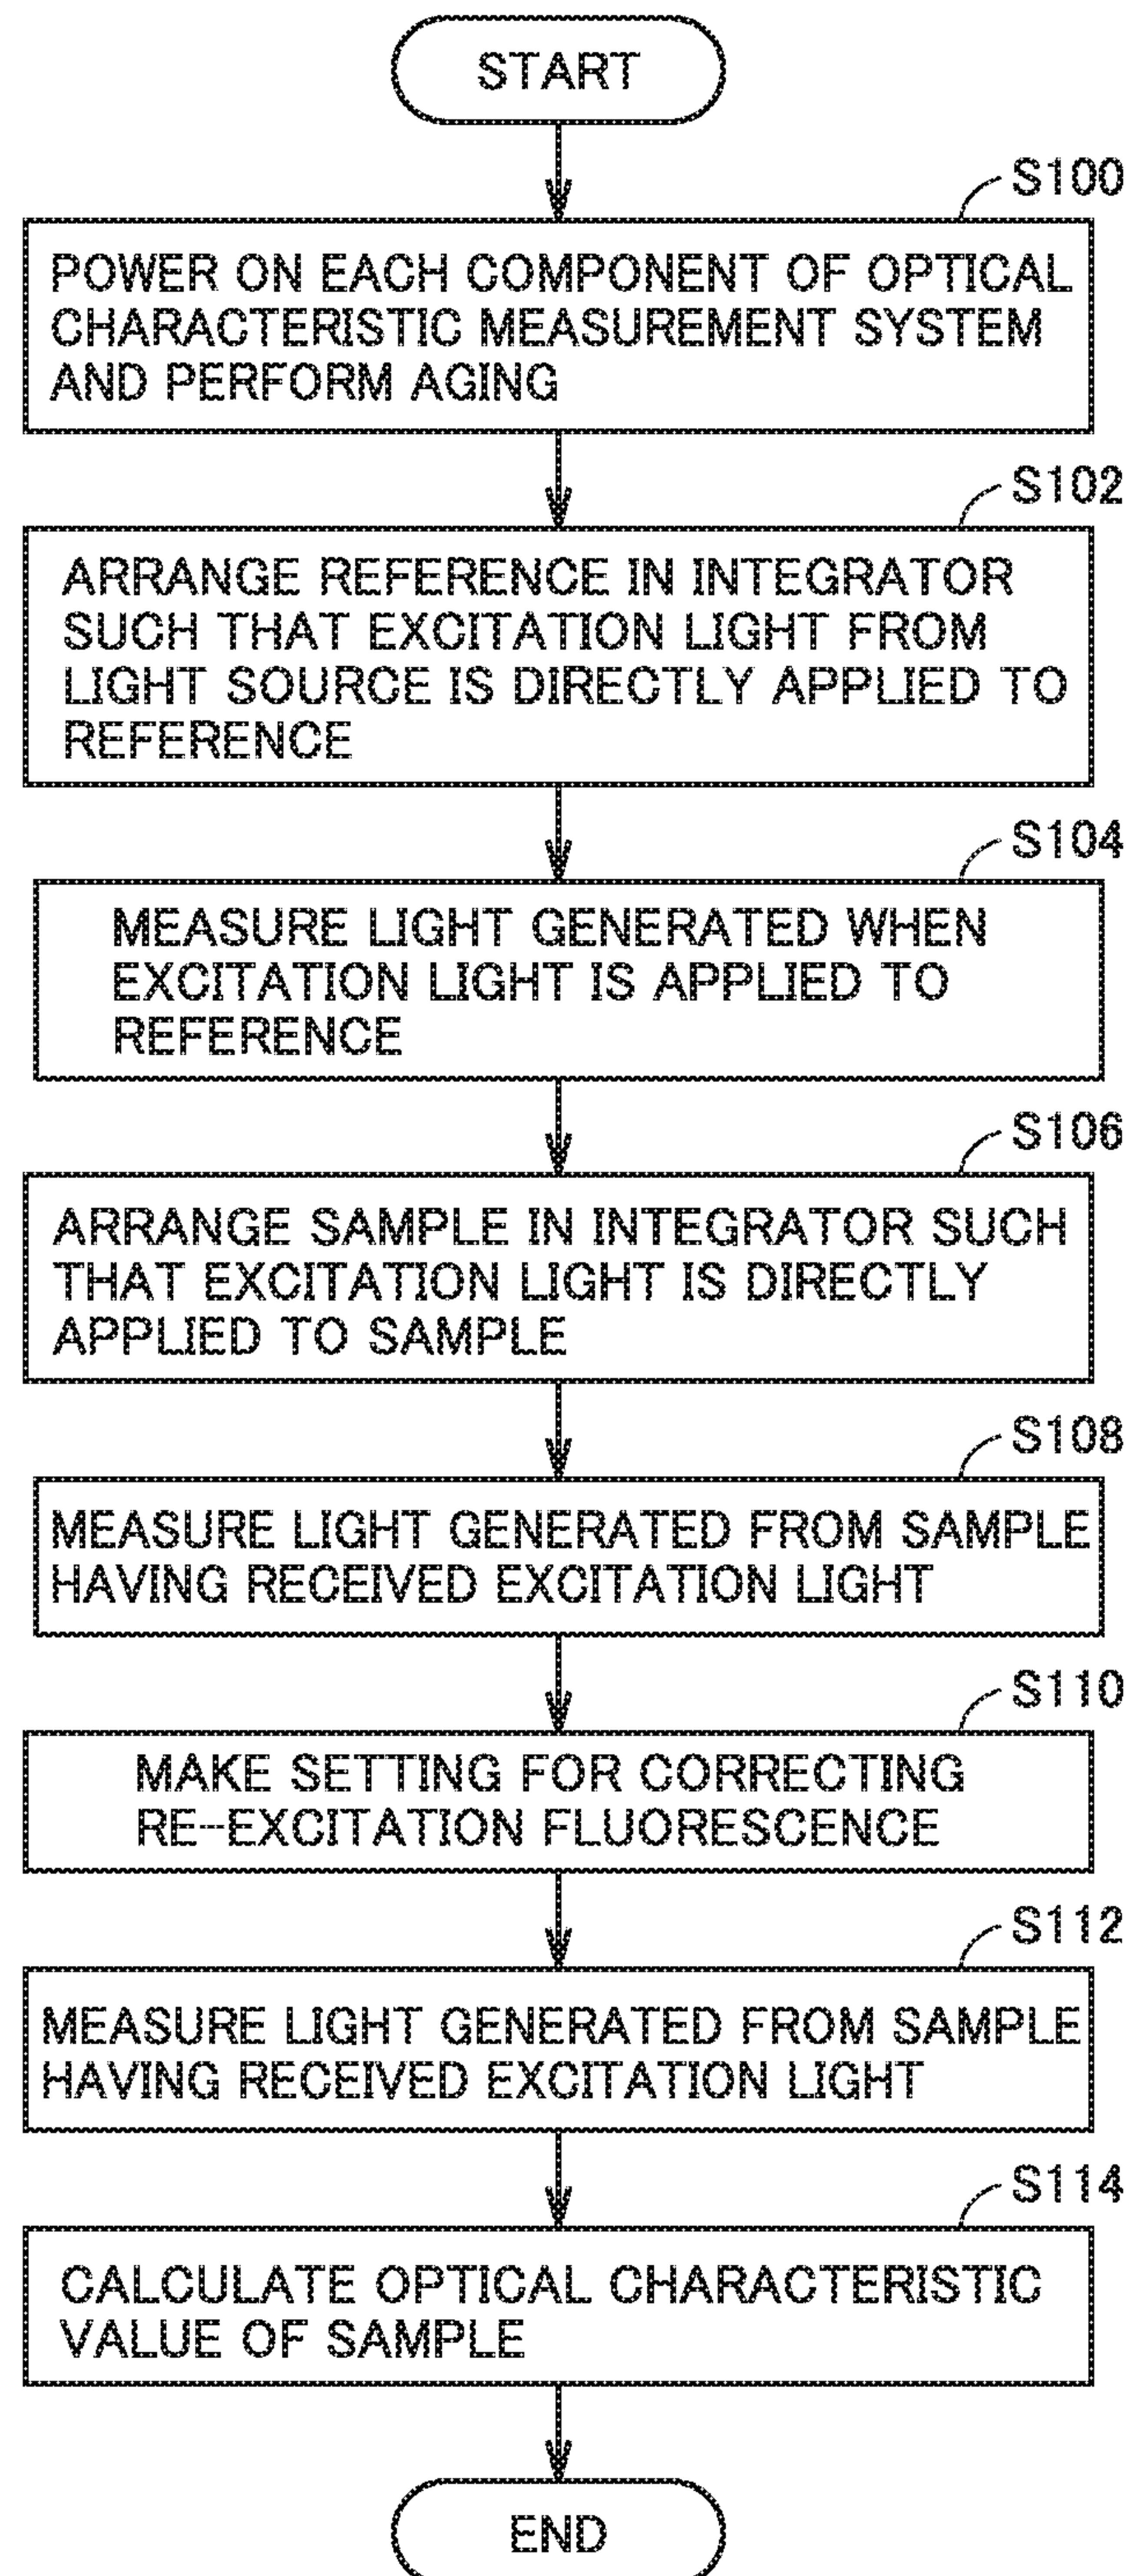 START
S100
POWER ON EACH COMPONENT OF OPTICAL
CHARACTERISTIC MEASUREMENT SYSTEM
AND PERFORM AGING
S102
ARRANGE REFERENCE IN INTEGRATOR
SUCH THAT EXCITATION LIGHT FROM
LIGHT SOURCE IS DIRECTLY APPLIED TO
REFERENCE
S104
MEASURE LIGHT GENERATED WHEN
EXCITATION LIGHT IS APPLIED TO
REFERENCE
S106
ARRANGE SAMPLE IN INTEGRATOR SUCH
THAT EXCITATION LIGHT IS DIRECTLY
APPLIED TO SAMPLE
S108
MEASURE LIGHT GENERATED FROM SAMPLE
HAVING RECEIVED EXCITATION LIGHT
S110
MAKE SETTING FOR CORRECTING
RE-EXCITATION FLUORESCENCE
S112
MEASURE LIGHT GENERATED FROM SAMPLE
HAVING RECEIVED EXCITATION LIGHT
S114
CALCULATE OPTICAL CHARACTERISTIC
VALUE OF SAMPLE
END